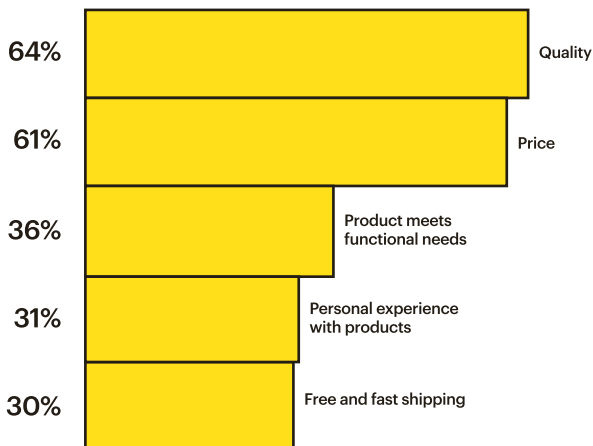 64%
Quality
61%
Price
36%
Product meets
functional needs
31%
Personal experience
with products
30%
Free and fast shipping